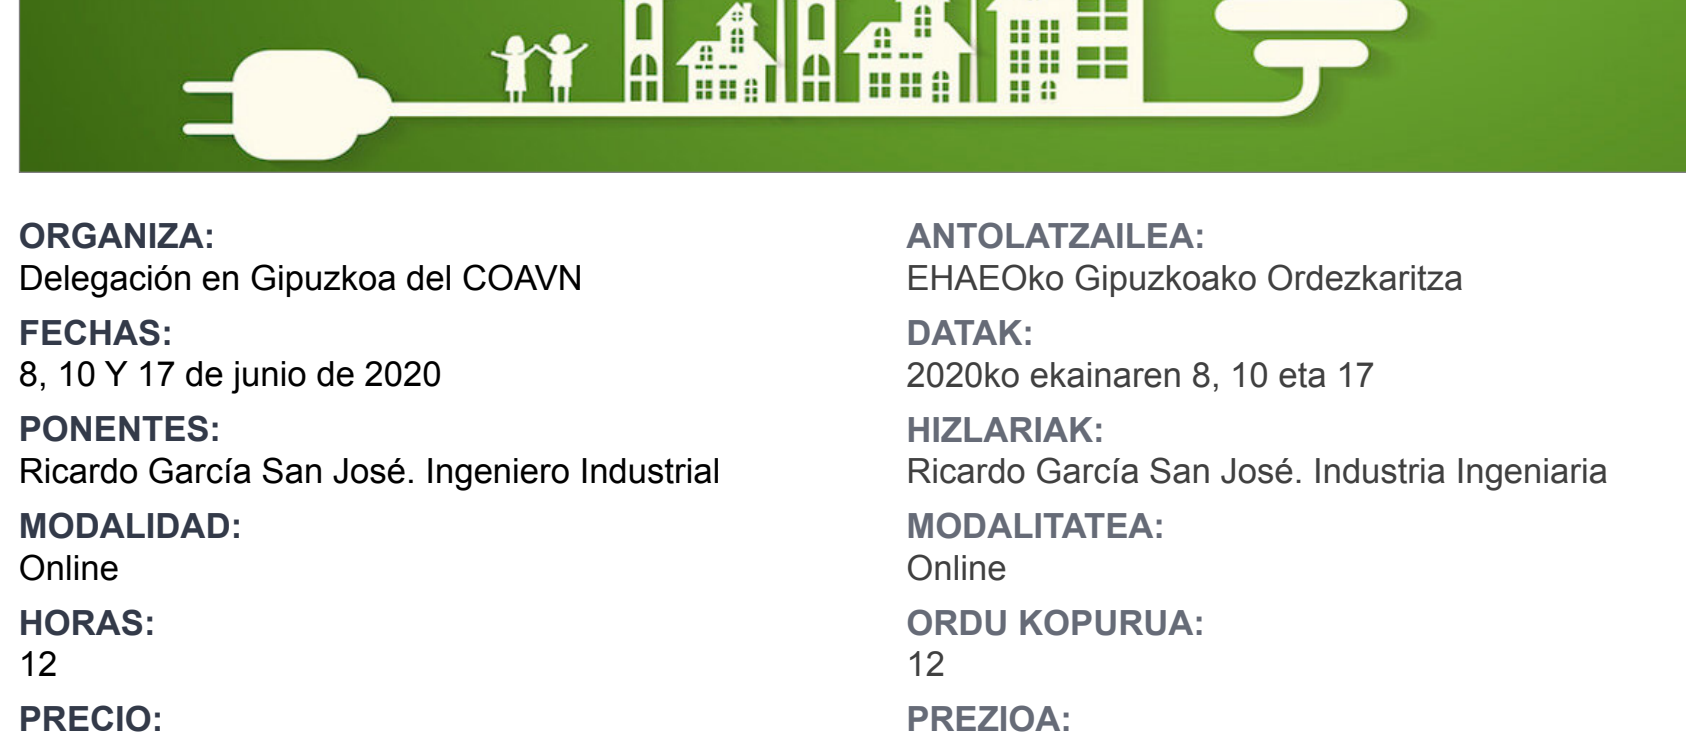 ORGANIZA:
Delegación en Gipuzkoa del COAVN
FECHAS:
8, 10 Y 17 de junio de 2020
PONENTES:
Ricardo García San José. Ingeniero Industrial
MODALIDAD:
Online
HORAS:
12
PRECIO:
ANTOLATZAILEA:
EHAEOko Gipuzkoako Ordezkaritza
DATAK:
2020ko ekainaren 8, 10 eta 17
HIZLARIAK:
Ricardo García San José. Industria Ingeniaria
MODALITATEA:
Online
ORDU KOPURUA:
12
PREZIOA: